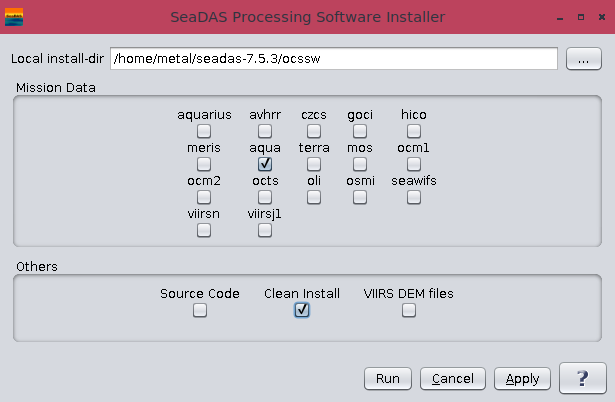 SeaDAS Processing Software Installer
Local install-dir /home/metal/seadas-7.5.3/ocssw ...
Mission Data
aquarius avhrr czcs goci hico
meris aqua terra mos ocm1
ocm2 octs oli osmi seawifs
viirsn viirsj1
Others
Source Code Clean Install VIIRS DEM files
Run Cancel Apply ?